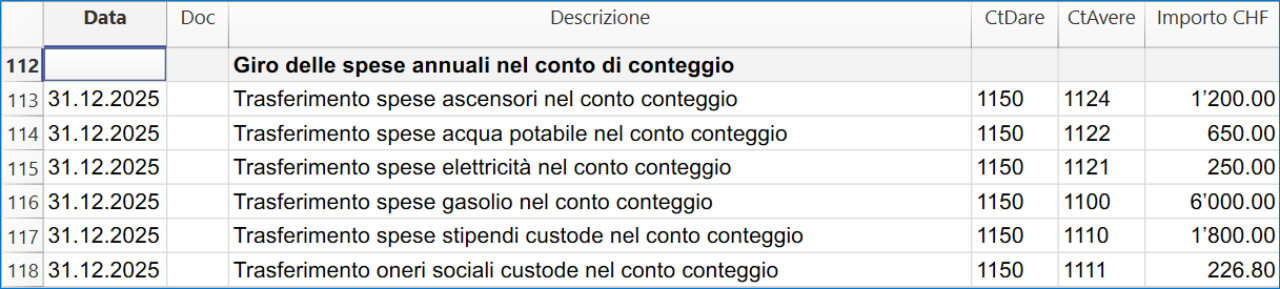 Data Doc Descrizione CtDare CtAvere Importo CHF
112 Giro delle spese annuali nel conto di conteggio
113 31.12.2025 Trasferimento spese ascensori nel conto conteggio 1150 1124 1’200.00
114 31.12.2025 Trasferimento spese acqua potabile nel conto conteggio 1150 1122 650.00
115 31.12.2025 Trasferimento spese elettricità nel conto conteggio 1150 1121 250.00
116 31.12.2025 Trasferimento spese gasolio nel conto conteggio 1150 1100 6’000.00
117 31.12.2025 Trasferimento spese stipendi custode nel conto conteggio 1150 1110 1’800.00
118 31.12.2025 Trasferimento oneri sociali custode nel conto conteggio 1150 1111 226.80